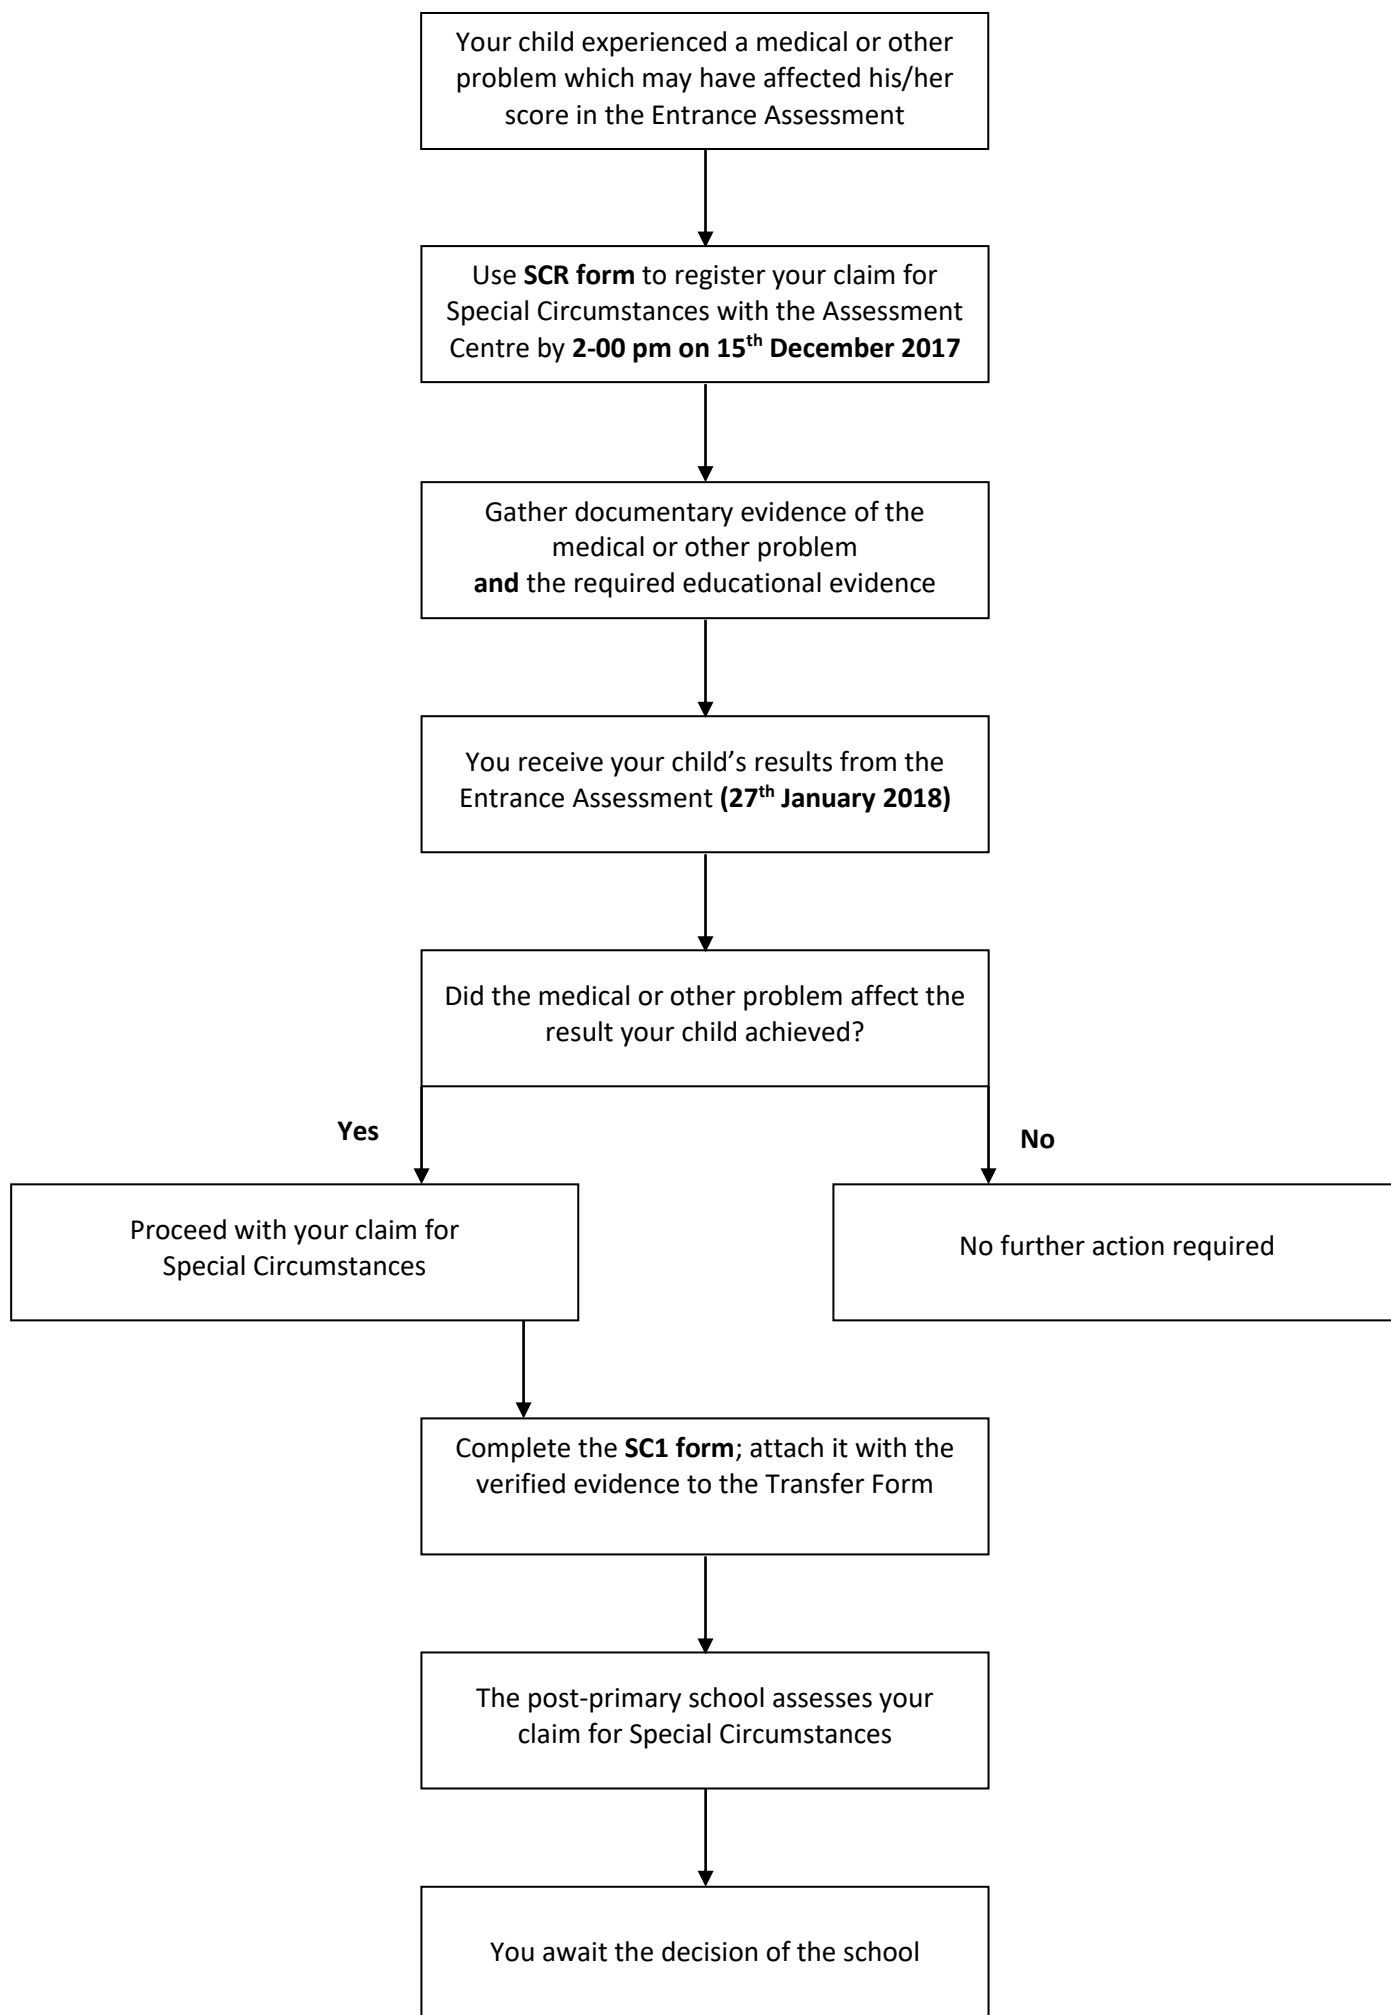 Your child experienced a medical or other
problem which may have affected his/her
score in the Entrance Assessment
Use SCR form to register your claim for
Special Circumstances with the Assessment
Centre by 2-00 pm on 15th December 2017
Gather documentary evidence of the
medical or other problem
and the required educational evidence
You receive your child’s results from the
Entrance Assessment (27th January 2018)
Did the medical or other problem affect the
result your child achieved?
Yes
No
Proceed with your claim for
Special Circumstances
No further action required
Complete the SC1 form; attach it with the
verified evidence to the Transfer Form
The post-primary school assesses your
claim for Special Circumstances
You await the decision of the school